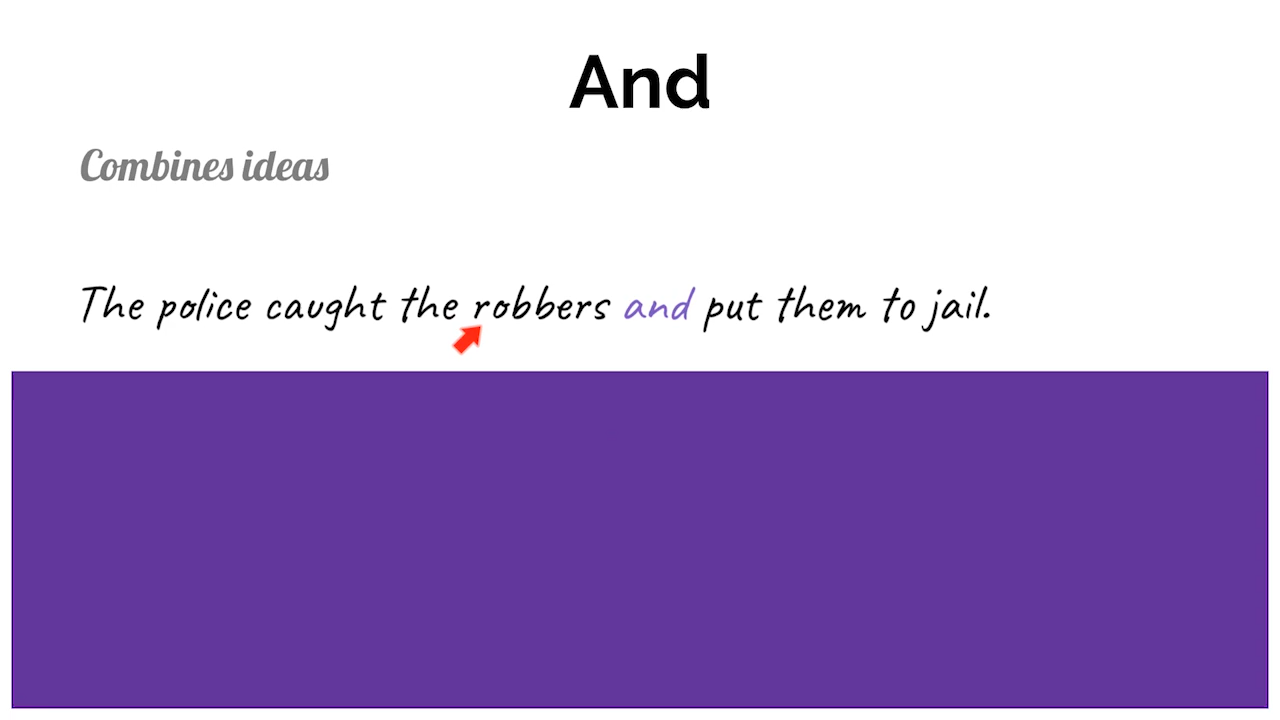 And
Combines ideas
The police caught the robbers and put them to jail.